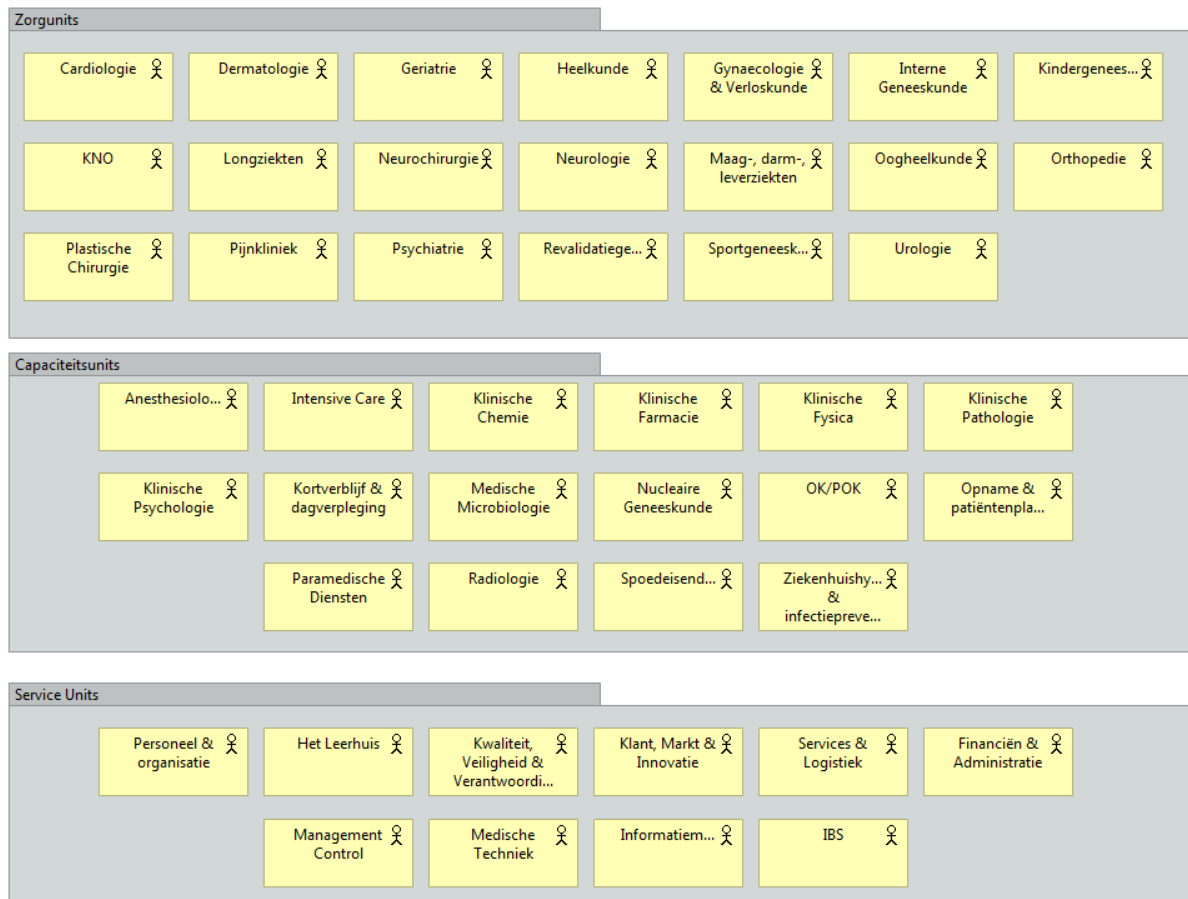 Zorgunits
Cardiologie
Dermatologie
Geriatrie
Heelkunde
Gynaecologie
& Verloskunde
Interne
Geneeskunde
Kindergenees...
KNO
Longziekten
Neurochirurgie
Neurologie
Maag-, darm-,
leverziekten
Oogheelkunde
Orthopedie
Plastische
Chirurgie
Pijnkliniek
Psychiatrie
Revalidatiege...
Sportgeneesk...
Urologie
Capaciteitsunits
Anesthesiolo...
Intensive Care
Klinische
Chemie
Klinische
Farmacie
Klinische
Fysica
Klinische
Pathologie
Klinische
Psychologie
Kortverblijf &
dagverpleging
Medische
Microbiologie
Nucleaire
Geneeskunde
OK/POK
Opname &
patiëntenpla...
Paramedische
Diensten
Radiologie
Spoedeisend...
Ziekenhuishy...
&
infectiepreve...
Service Units
Personeel &
organisatie
Het Leerhuis
Kwaliteit,
Veiligheid &
Verantwoordi...
Klant, Markt &
Innovatie
Services &
Logistiek
Financiën &
Administratie
Management
Control
Medische
Techniek
Informatiem...
IBS